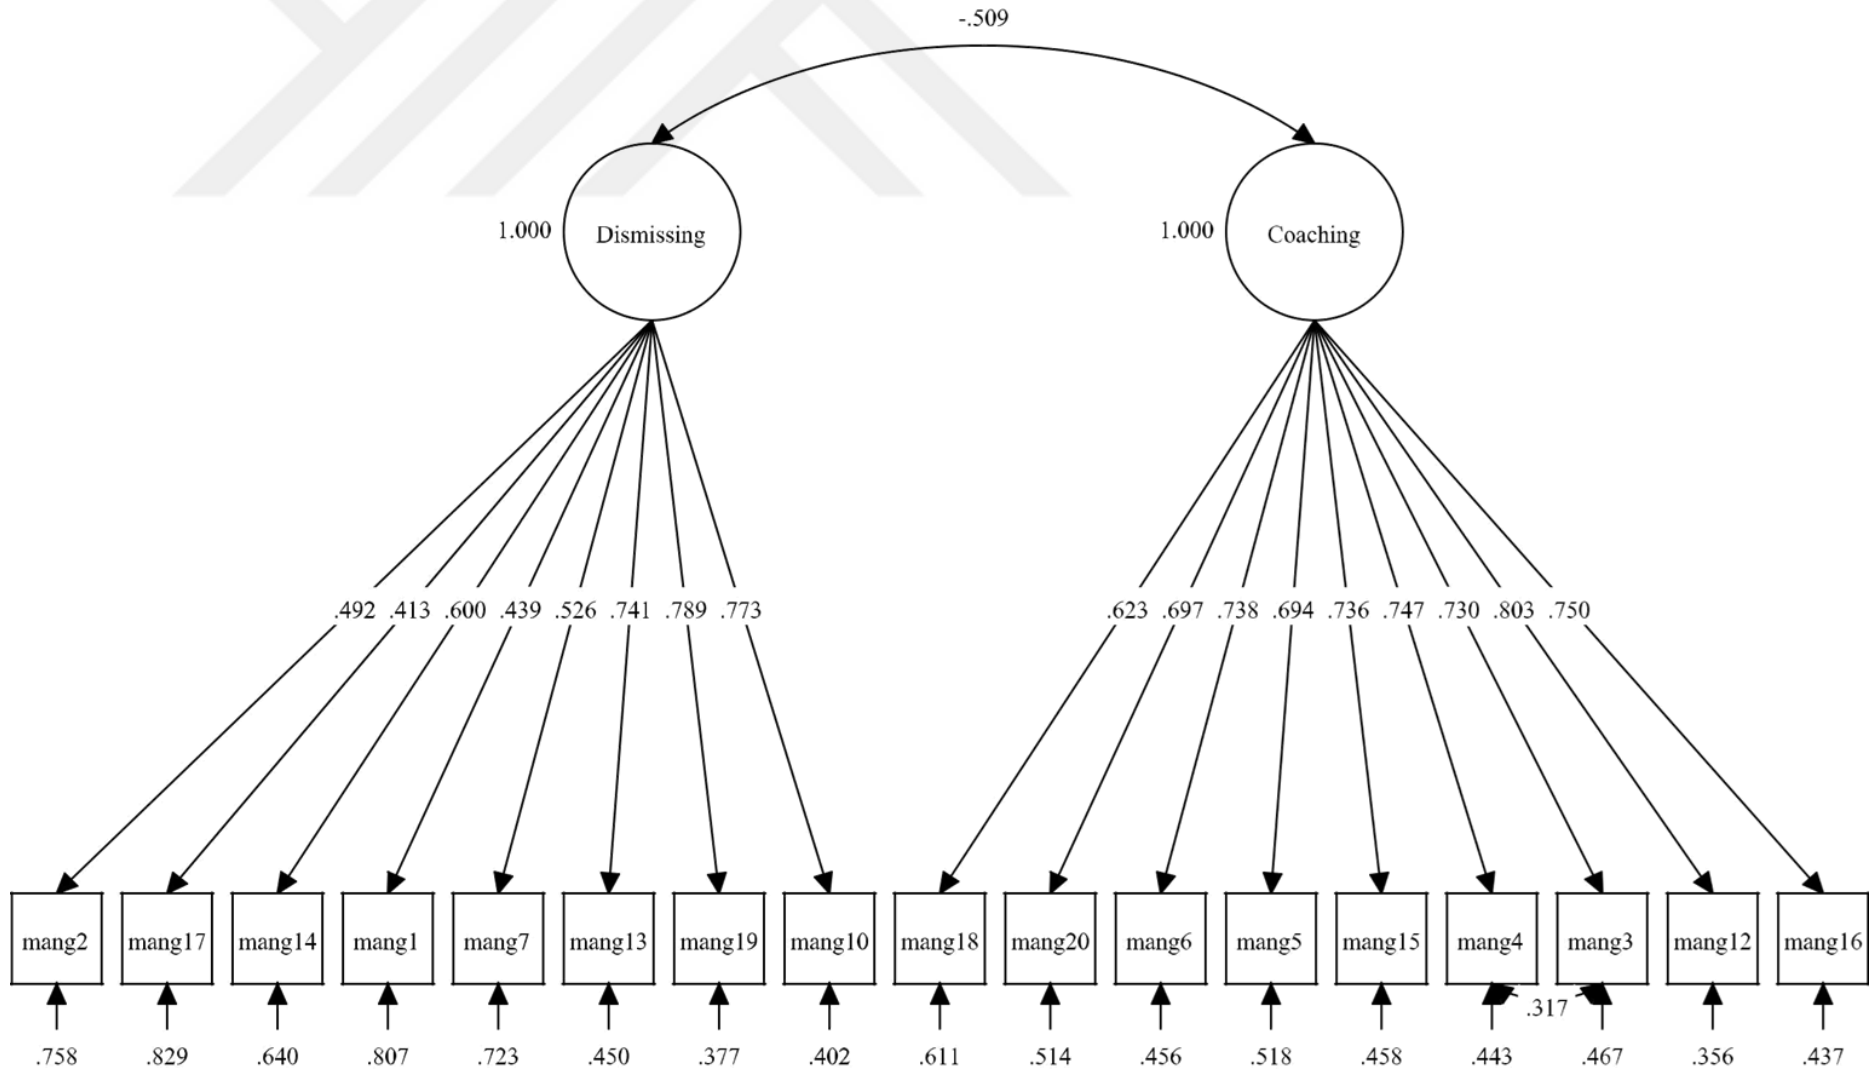 -.509
1.000 Dismissing 1.000 Coaching
.492 .413 .600 .439 .526 .741 .789 .773 .623 .697 .738 .694 .736 .747 .730 .803 .750
mang2 mang17 mang14 mang1 mang7 mang13 mang19 mang10 mang18 mang20 mang6 mang5 mang15 mang4 mang3 mang12 mang16
.317
.758 .829 .640 .807 .723 .450 .377 .402 .611 .514 .456 .518 .458 .443 .467 .356 .437